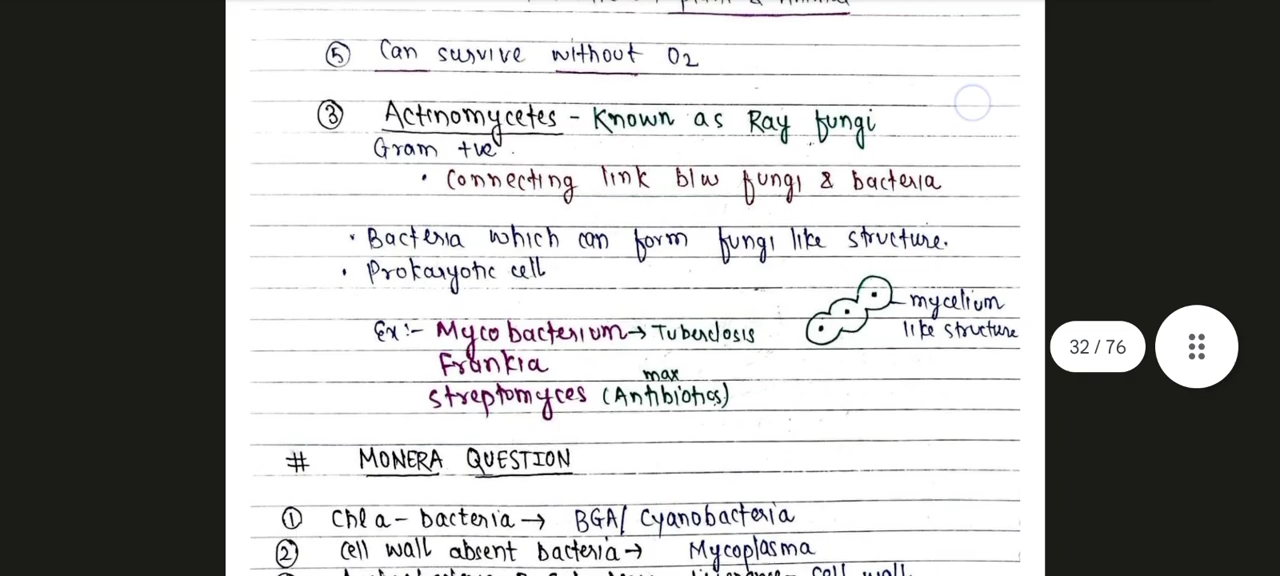 ⑤ Can survive without O2
③ Actinomycetes - Known as Ray fungi
Gram +ve
• Connecting link b/w fungi & bacteria
• Bacteria which can form fungi like structure.
• Prokaryotic cell
mycelium
Ex:- Mycobacterium → Tuberclosis
like structure
Frankia
max
Streptomyces (Antibiotics)
32 / 76
# MONERA QUESTION
① Chl a - bacteria → BGA/ Cyanobacteria
② Cell wall absent bacteria → Mycoplasma
cell wall.